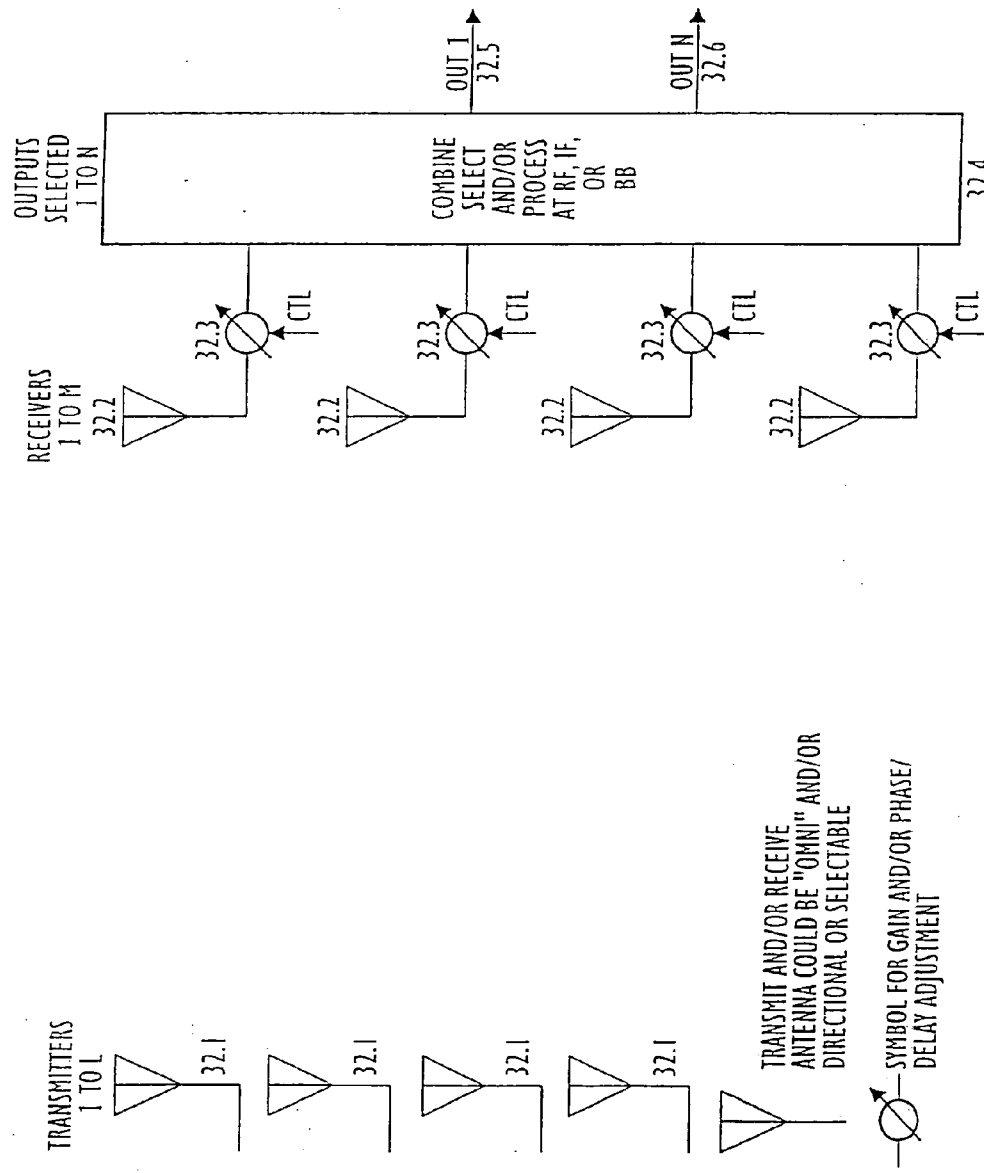 TRANSMITTERS
1 TO L
32.1
32.1
32.1
32.1
TRANSMIT AND/OR RECEIVE
ANTENNA COULD BE "OMNI" AND/OR
DIRECTIONAL OR SELECTABLE
SYMBOL FOR GAIN AND/OR PHASE/
DELAY ADJUSTMENT
RECEIVERS
1 TO M
32.2
32.2
32.2
32.2
32.3
CTL
32.3
CTL
32.3
CTL
32.3
CTL
OUTPUTS
SELECTED
1 TO N
COMBINE
SELECT
AND/OR
PROCESS
AT RF, IF,
OR
BB
32.4
OUT 1
32.5
OUT N
32.6